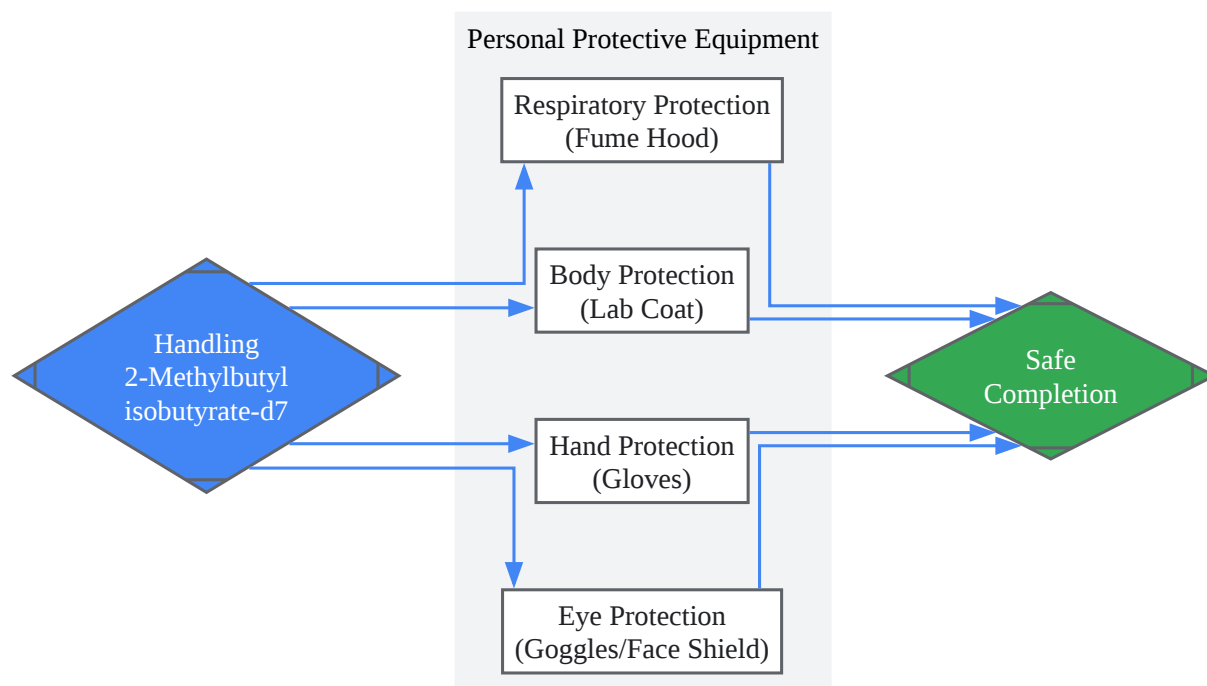 Personal Protective Equipment
Respiratory Protection
(Fume Hood)
Body Protection
(Lab Coat)
Handling
2-Methylbutyl
isobutyrate-d7
Safe
Completion
Hand Protection
(Gloves)
Eye Protection
(Goggles/Face Shield)